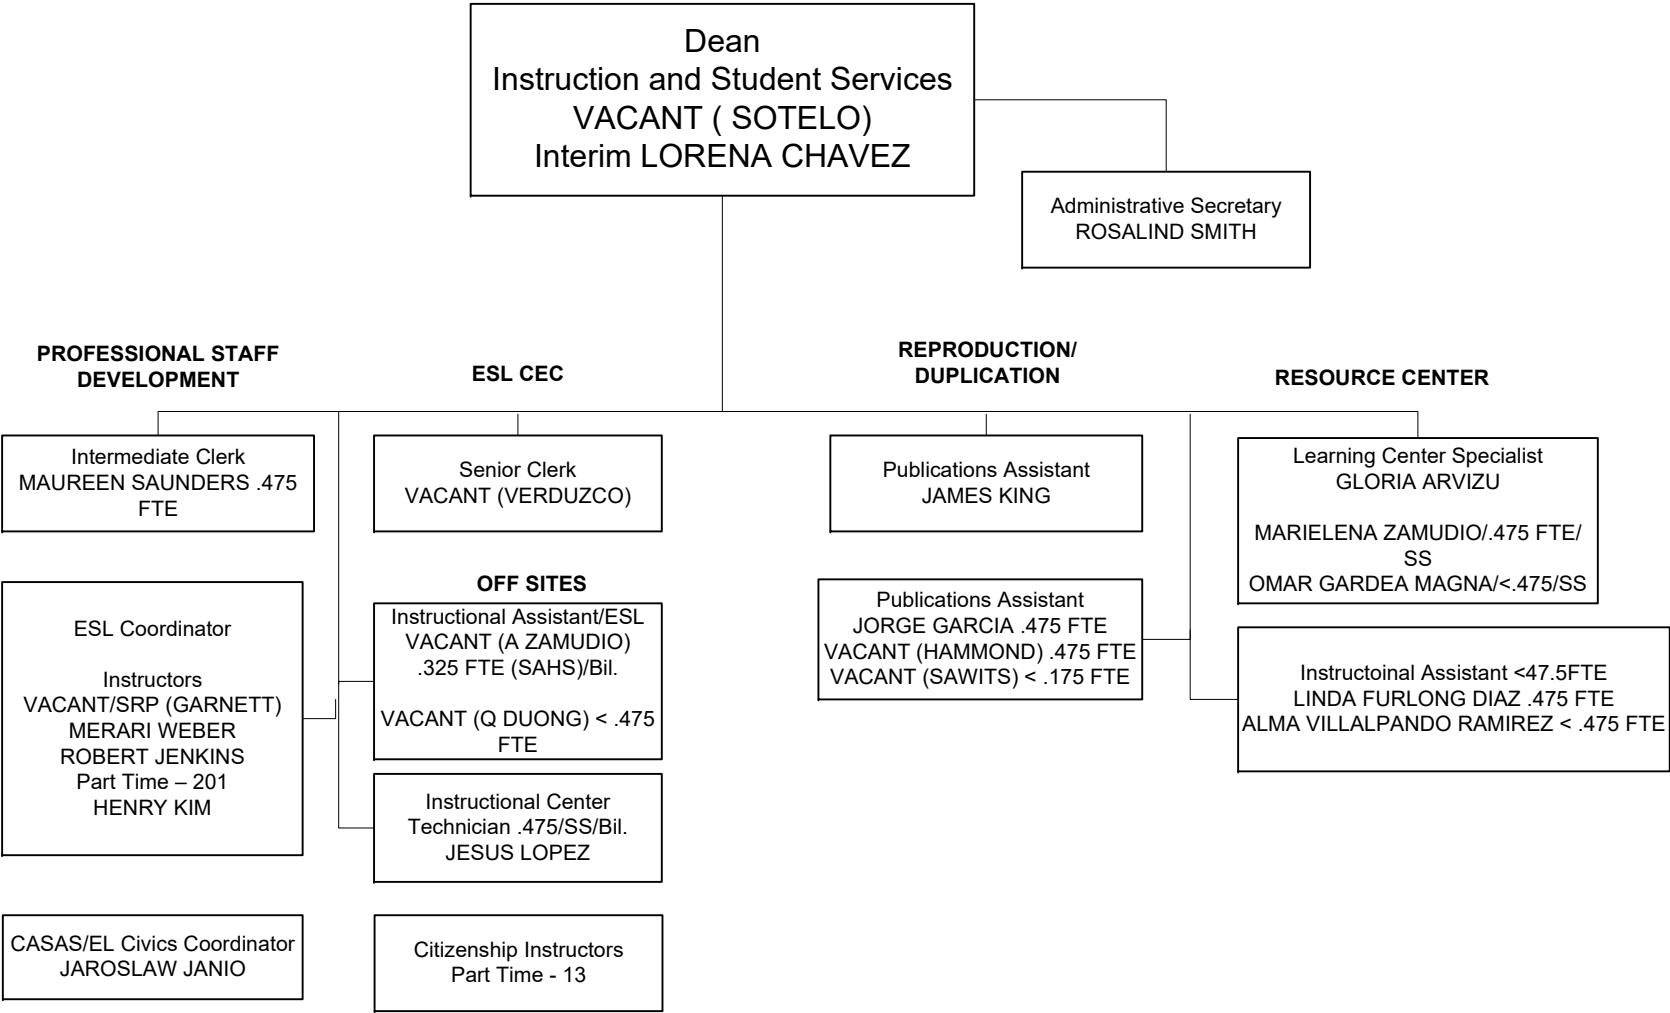 Dean
Instruction and Student Services
VACANT ( SOTELO)
Interim LORENA CHAVEZ
Administrative Secretary
ROSALIND SMITH
PROFESSIONAL STAFF
DEVELOPMENT
ESL CEC
REPRODUCTION/
DUPLICATION
RESOURCE CENTER
Intermediate Clerk
MAUREEN SAUNDERS .475
FTE
Senior Clerk
VACANT (VERDUZCO)
Publications Assistant
JAMES KING
Learning Center Specialist
GLORIA ARVIZU
MARIELENA ZAMUDIO/.475 FTE/
SS
OMAR GARDEA MAGNA/<.475/SS
ESL Coordinator
Instructors
VACANT/SRP (GARNETT)
MERARI WEBER
ROBERT JENKINS
Part Time – 201
HENRY KIM
OFF SITES
Instructional Assistant/ESL
VACANT (A ZAMUDIO)
.325 FTE (SAHS)/Bil.
VACANT (Q DUONG) < .475
FTE
Publications Assistant
JORGE GARCIA .475 FTE
VACANT (HAMMOND) .475 FTE
VACANT (SAWITS) < .175 FTE
Instructoinal Assistant <47.5FTE
LINDA FURLONG DIAZ .475 FTE
ALMA VILLALPANDO RAMIREZ < .475 FTE
Instructional Center
Technician .475/SS/Bil.
JESUS LOPEZ
CASAS/EL Civics Coordinator
JAROSLAW JANIO
Citizenship Instructors
Part Time - 13